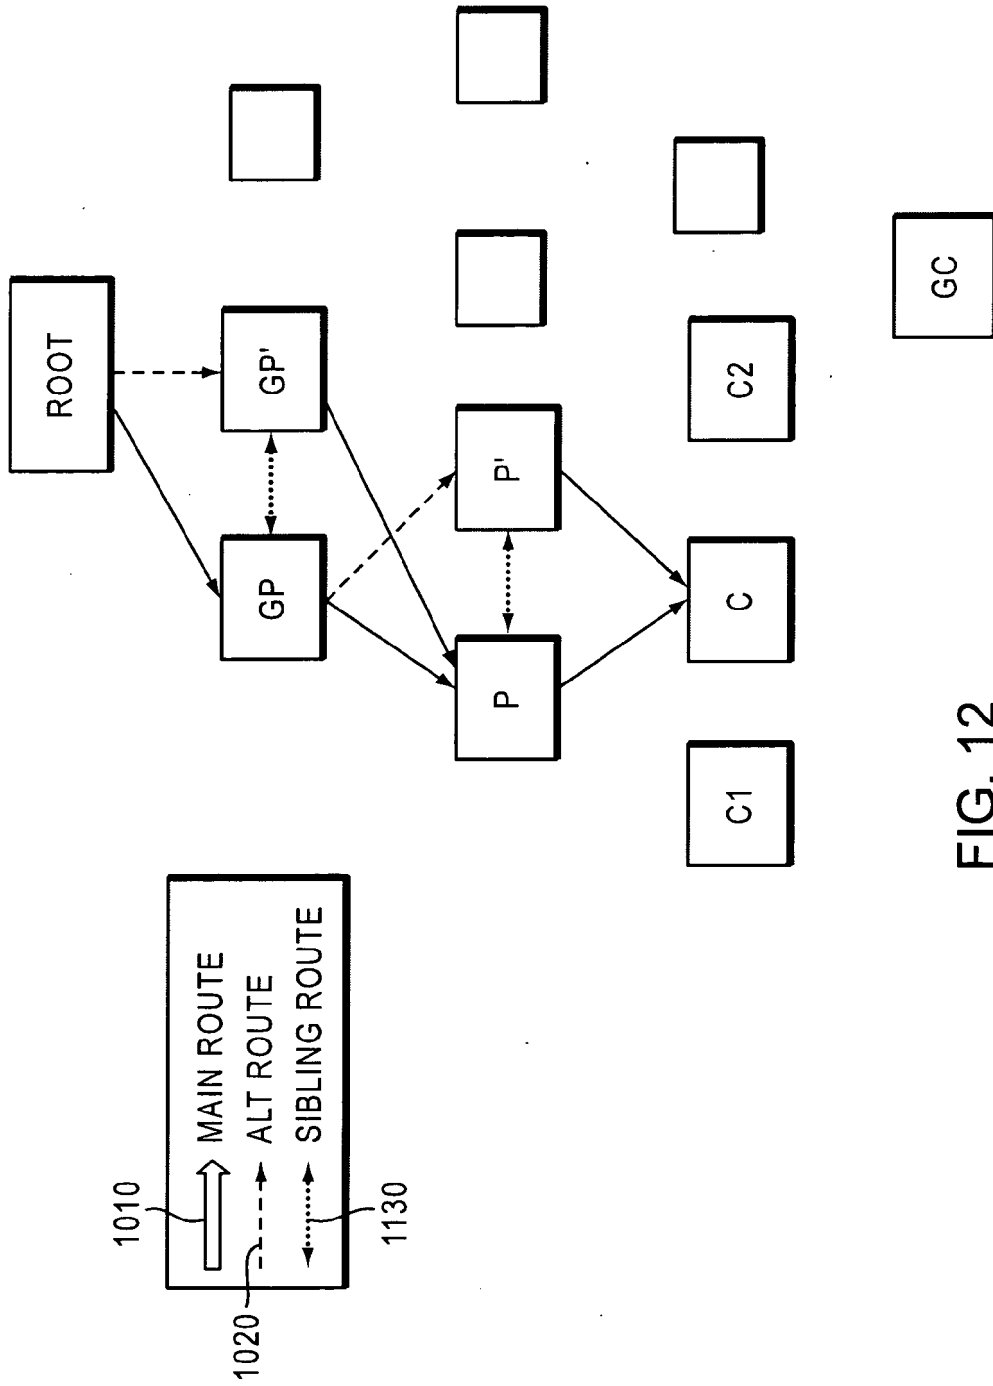 1010
MAIN ROUTE
1020
ALT ROUTE
1130
SIBLING ROUTE
ROOT
GP
GP'
P
P'
C1
C
C2
GC
FIG. 12